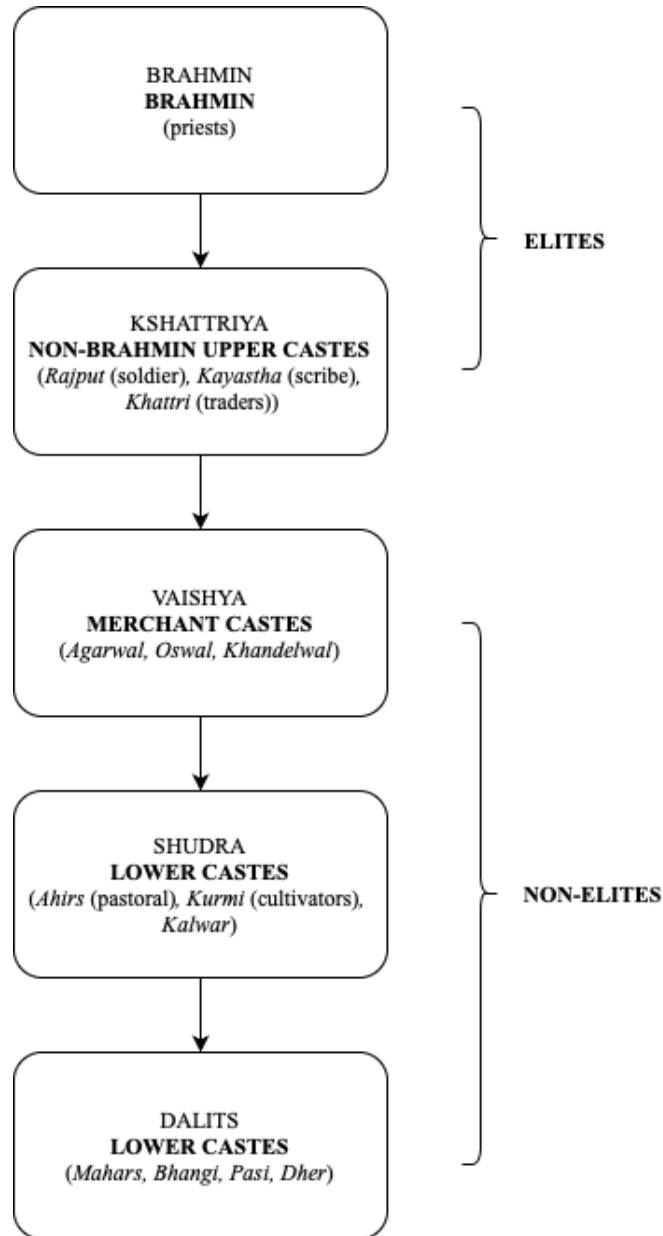 BRAHMIN
BRAHMIN
(priests)
ELITES
KSHATTRIYA
NON-BRAHMIN UPPER CASTES
(Rajput (soldier), Kayastha (scribe),
Khattri (traders))
VAISHYA
MERCHANT CASTES
(Agarwal, Oswal, Khandelwal)
SHUDRA
LOWER CASTES
(Ahirs (pastoral), Kurmi (cultivators),
Kalwar)
NON-ELITES
DALITS
LOWER CASTES
(Mahars, Bhangi, Pasi, Dher)